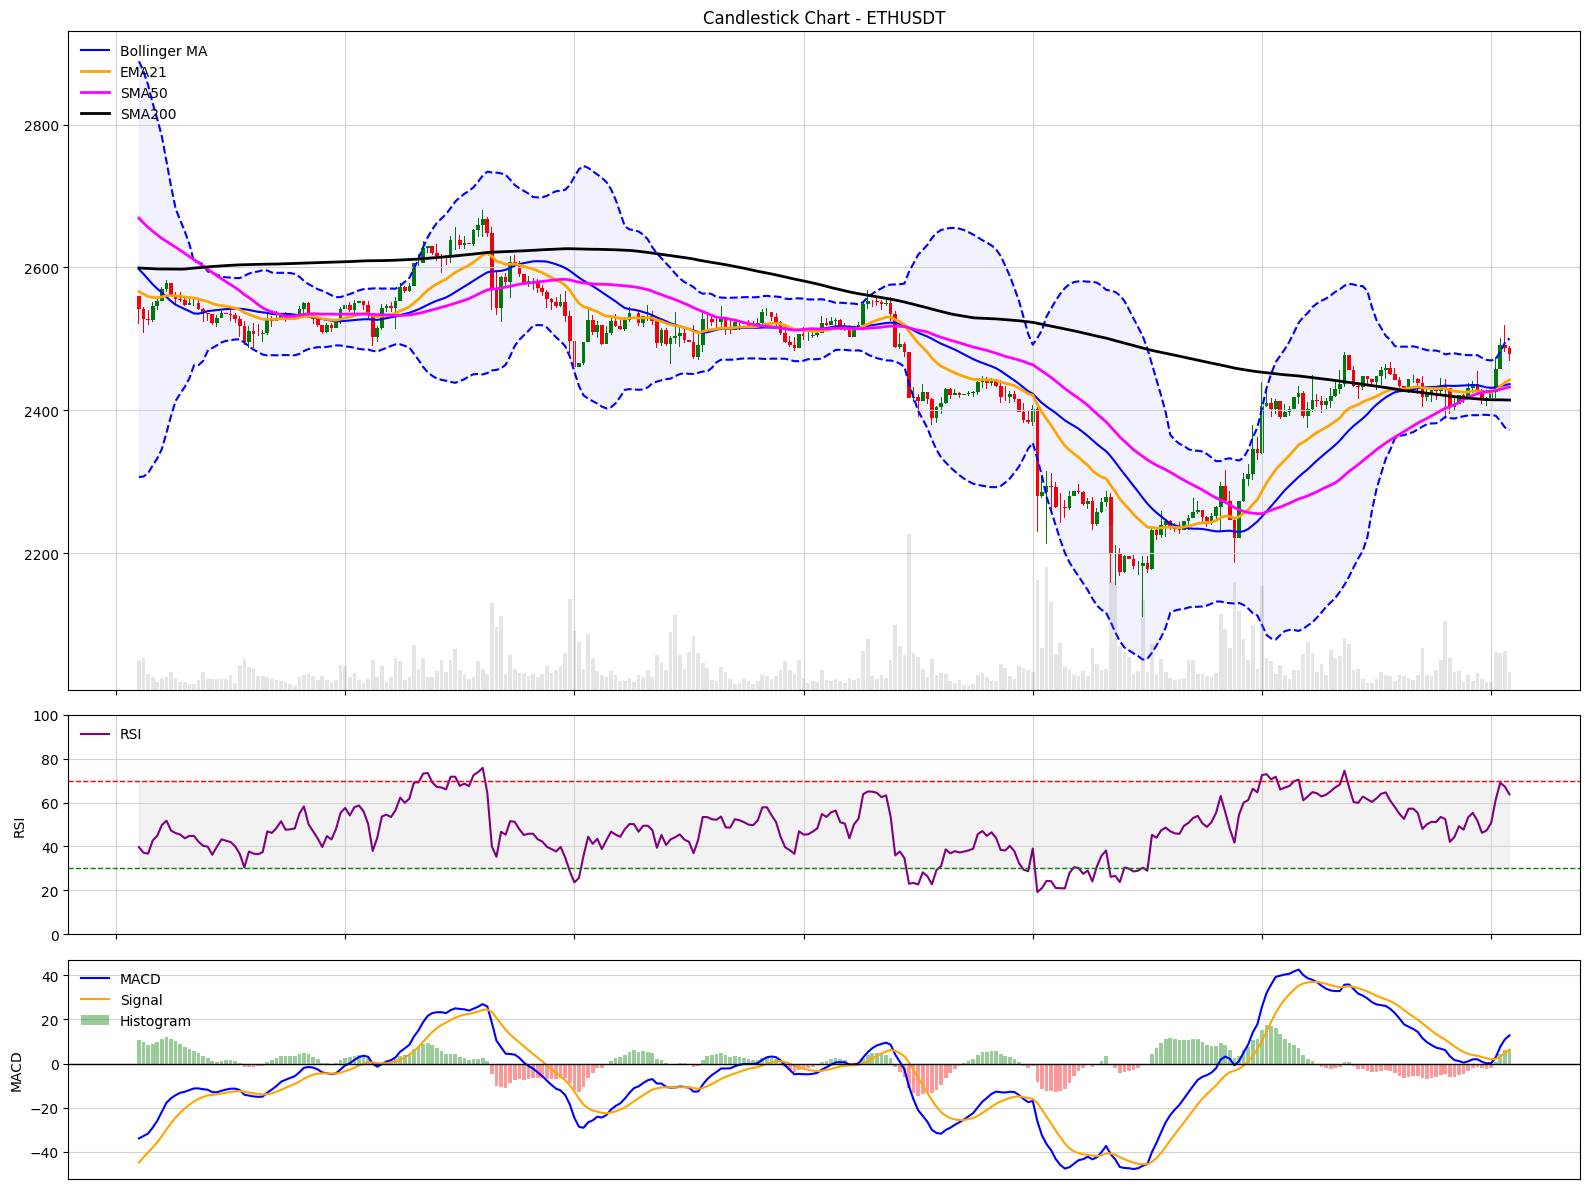 Candlestick Chart - ETHUSDT
Bollinger MA
EMA21
SMA50
SMA200
2800
2600
2400
2200
RSI
100
80
60
40
20
0
RSI
MACD
Signal
Histogram
40
20
0
−20
−40
MACD